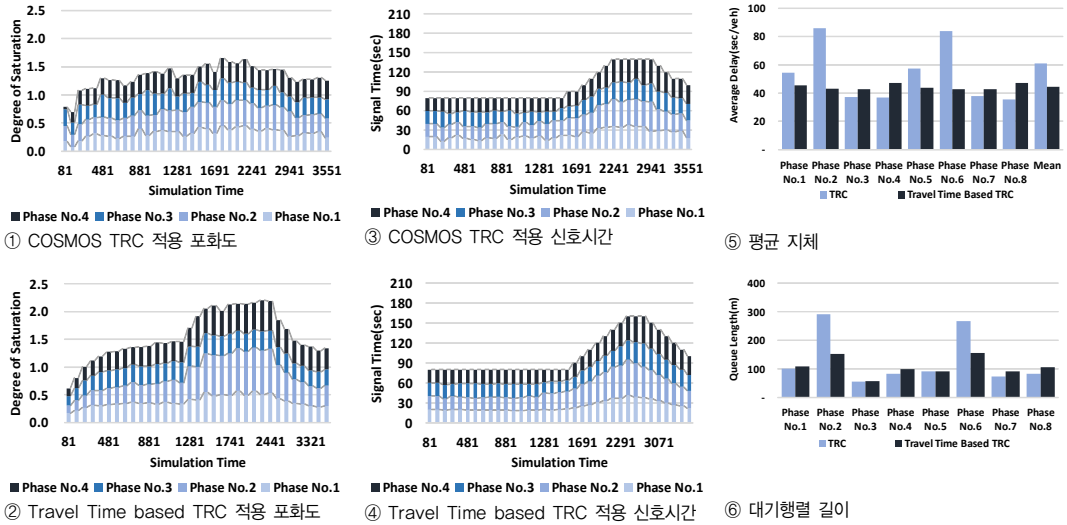 2.5
2.0
1.5
1.0
0.5
0.0
Degree of Saturation
81 481 881 1281 1691 2241 2941 3551
Simulation Time
Phase No.4 Phase No.3 Phase No.2 Phase No.1
① COSMOS TRC 적용 포화도
210
180
150
120
90
60
30
0
Signal Time(sec)
81 481 881 1281 1691 2241 2941 3551
Simulation Time
Phase No.4 Phase No.3 Phase No.2 Phase No.1
③ COSMOS TRC 적용 신호시간
100
80
60
40
20
-
Average Delay(sec/veh)
Phase No.1 Phase No.2 Phase No.3 Phase No.4 Phase No.5 Phase No.6 Phase No.7 Phase No.8 Mean
TRC Travel Time Based TRC
⑤ 평균 지체
2.5
2.0
1.5
1.0
0.5
0.0
Degree of Saturation
81 481 881 1281 1741 2441 3321
Simulation Time
Phase No.4 Phase No.3 Phase No.2 Phase No.1
② Travel Time based TRC 적용 포화도
210
180
150
120
90
60
30
0
Signal Time(sec)
81 481 881 1281 1691 2291 3071
Simulation Time
Phase No.4 Phase No.3 Phase No.2 Phase No.1
④ Travel Time based TRC 적용 신호시간
400
300
200
100
-
Queue Length(m)
Phase No.1 Phase No.2 Phase No.3 Phase No.4 Phase No.5 Phase No.6 Phase No.7 Phase No.8
TRC Travel Time Based TRC
⑥ 대기행렬 길이